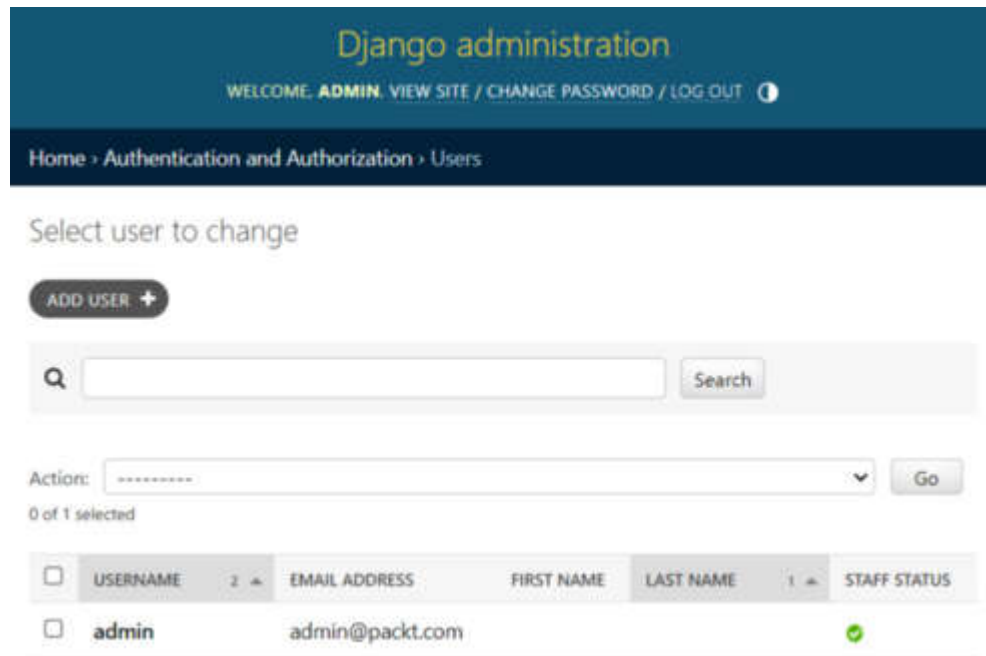 Django administration
WELCOME, ADMIN. VIEW SITE / CHANGE PASSWORD / LOG OUT
Home › Authentication and Authorization › Users
Select user to change
ADD USER +
Search
Action: --------- Go
0 of 1 selected
USERNAME 2 EMAIL ADDRESS FIRST NAME LAST NAME 1 STAFF STATUS
admin admin@packt.com